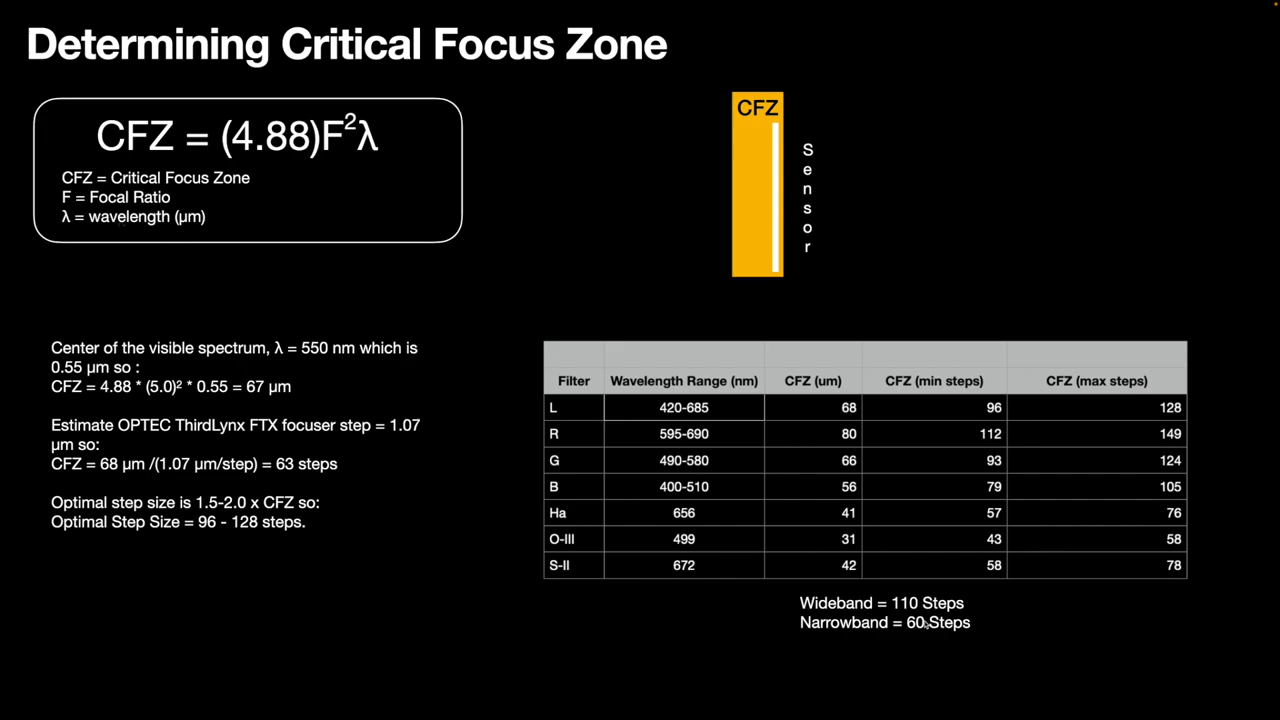 Determining Critical Focus Zone
CFZ = (4.88)F²λ
CFZ = Critical Focus Zone
F = Focal Ratio
λ = wavelength (µm)
CFZ
Sensor
Center of the visible spectrum, λ = 550 nm which is
0.55 µm so :
CFZ = 4.88 * (5.0)² * 0.55 = 67 µm
Estimate OPTEC ThirdLynx FTX focuser step = 1.07
µm so:
CFZ = 68 µm /(1.07 µm/step) = 63 steps
Optimal step size is 1.5-2.0 x CFZ so:
Optimal Step Size = 96 - 128 steps.
Filter Wavelength Range (nm) CFZ (um) CFZ (min steps) CFZ (max steps)
L 420-685 68 96 128
R 595-690 80 112 149
G 490-580 66 93 124
B 400-510 56 79 105
Ha 656 41 57 76
O-III 499 31 43 58
S-II 672 42 58 78
Wideband = 110 Steps
Narrowband = 60 Steps